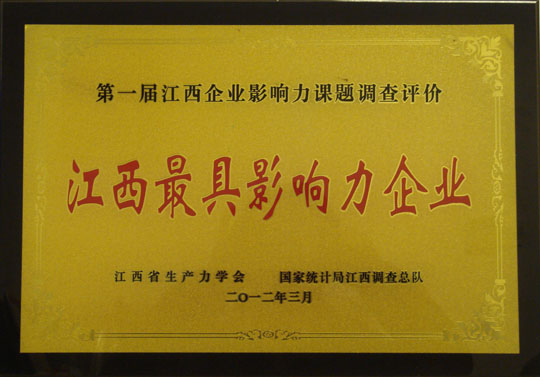 第一届江西企业影响力课题调查评价
江西最具影响力企业
江西省生产力学会 国家统计局江西调查总队
二〇一二年三月